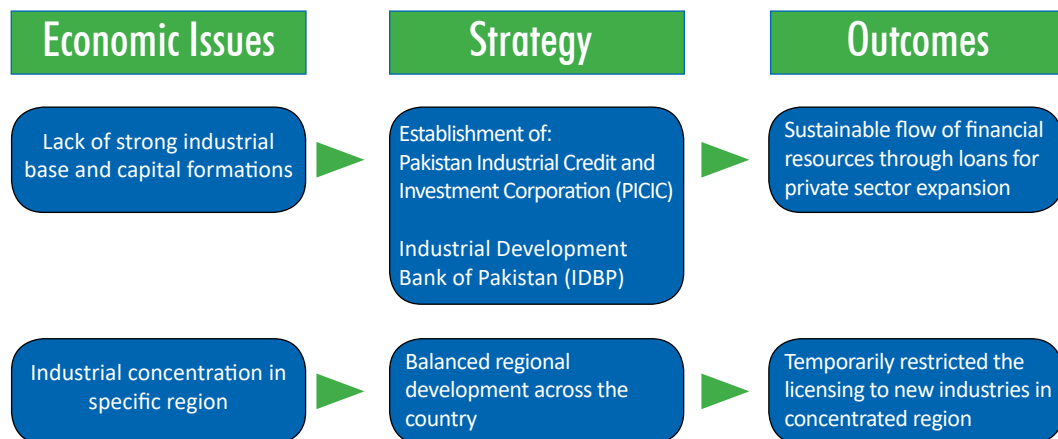 Economic Issues
Strategy
Outcomes
Lack of strong industrial
base and capital formations
Establishment of:
Pakistan Industrial Credit and
Investment Corporation (PICIC)
Industrial Development
Bank of Pakistan (IDBP)
Sustainable flow of financial
resources through loans for
private sector expansion
Industrial concentration in
specific region
Balanced regional
development across the
country
Temporarily restricted the
licensing to new industries in
concentrated region